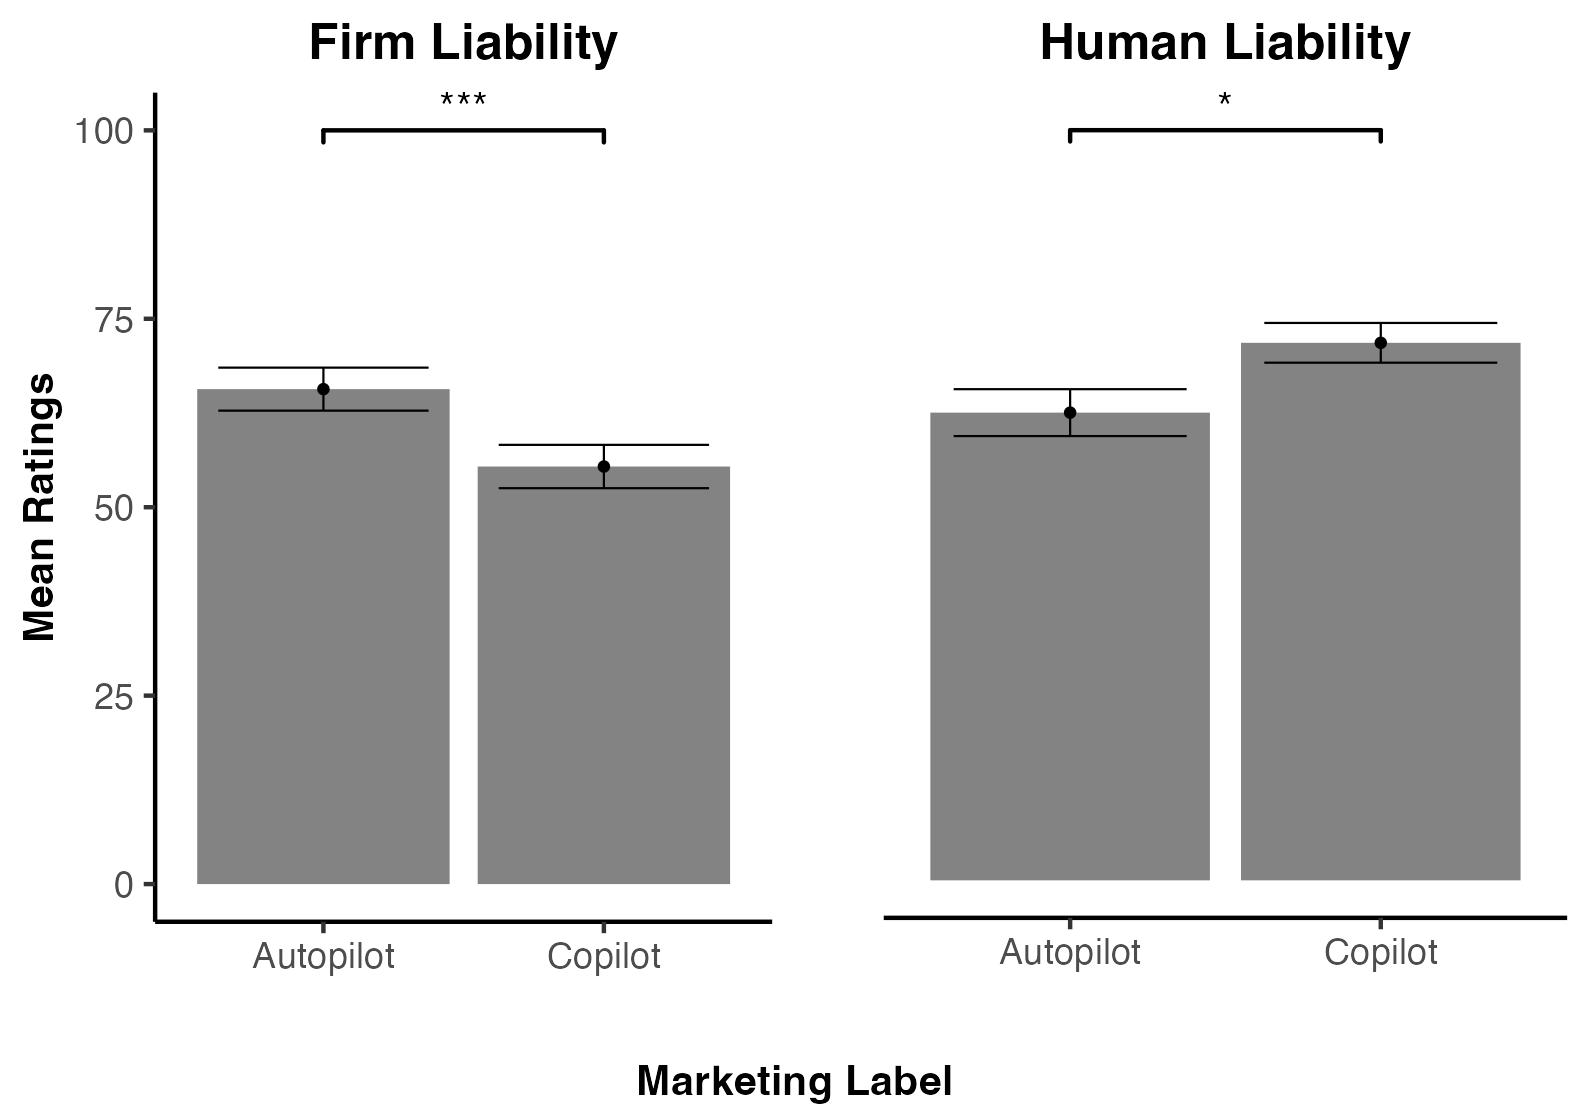 Firm Liability
Human Liability
***
*
100
75
50
25
0
Mean Ratings
Autopilot
Copilot
Autopilot
Copilot
Marketing Label